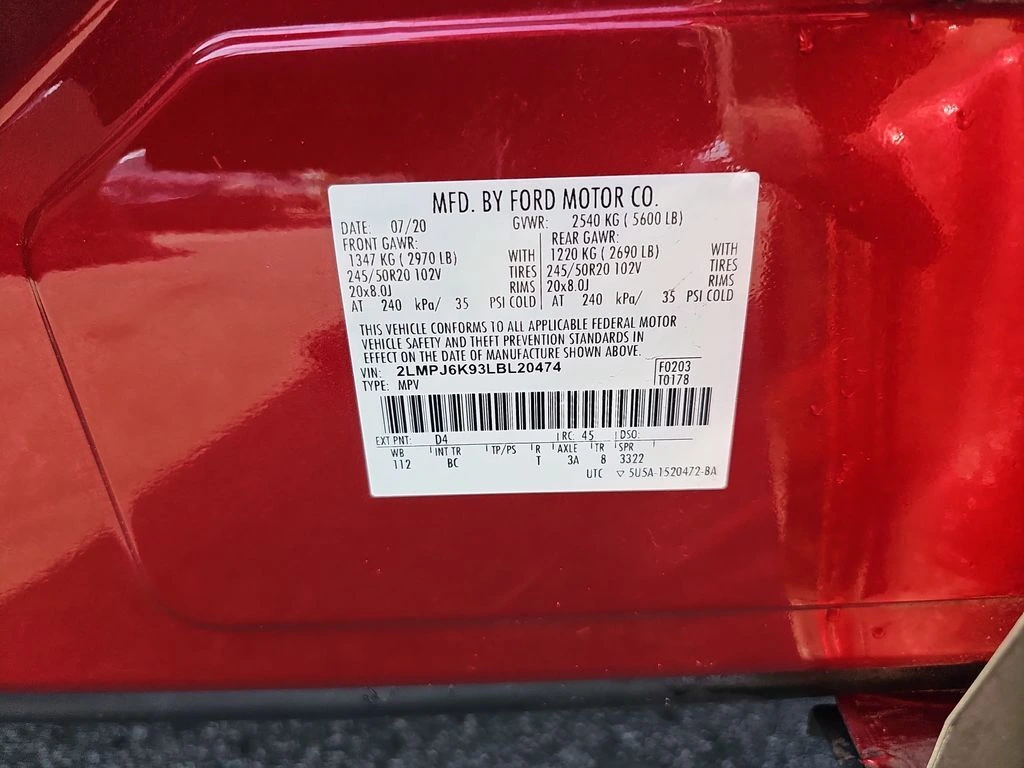 MFD. BY FORD MOTOR CO.
DATE: 07/20 GVWR: 2540 KG ( 5600 LB)
FRONT GAWR: REAR GAWR:
1347 KG ( 2970 LB) WITH 1220 KG ( 2690 LB) WITH
245/50R20 102V TIRES 245/50R20 102V TIRES
20x8.0J RIMS 20x8.0J RIMS
AT 240 kPa/ 35 PSI COLD AT 240 kPa/ 35 PSI COLD
THIS VEHICLE CONFORMS TO ALL APPLICABLE FEDERAL MOTOR
VEHICLE SAFETY AND THEFT PREVENTION STANDARDS IN
EFFECT ON THE DATE OF MANUFACTURE SHOWN ABOVE.
VIN: 2LMPJ6K93LBL20474 F0203
TYPE: MPV T0178
EXT PNT: D4 RC: 45 DSO:
WB INT TR TP/PS R AXLE TR SPR
112 BC T 3A 8 3322
UTC ▽ 5U5A-1520472-BA